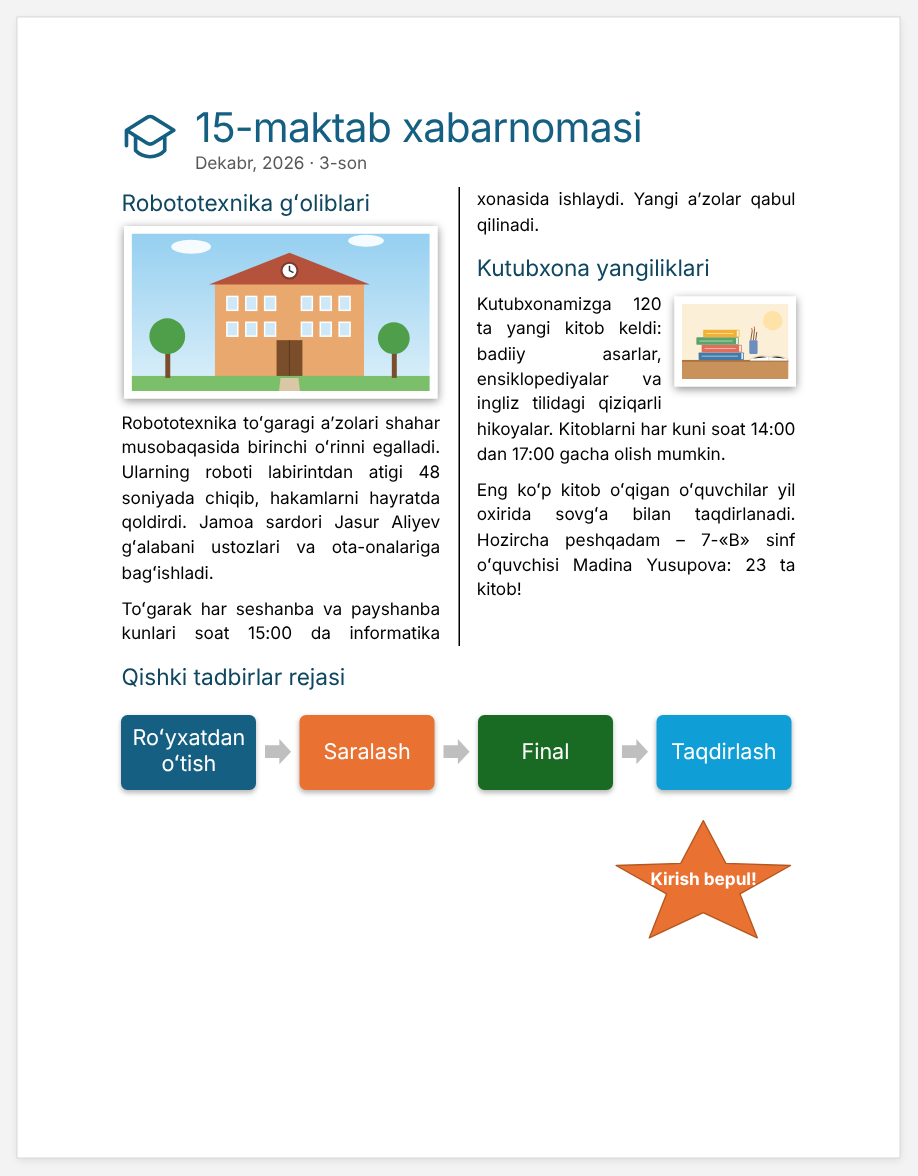 15-maktab xabarnomasi
Dekabr, 2026 · 3-son
Robototexnika gʻoliblari
Robototexnika toʻgaragi aʼzolari shahar
musobaqasida birinchi oʻrinni egalladi.
Ularning roboti labirintdan atigi 48
soniyada chiqib, hakamlarni hayratda
qoldirdi. Jamoa sardori Jasur Aliyev
gʻalabani ustozlari va ota-onalariga
bagʻishladi.
Toʻgarak har seshanba va payshanba
kunlari soat 15:00 da informatika
xonasida ishlaydi. Yangi aʼzolar qabul
qilinadi.
Kutubxona yangiliklari
Kutubxonamizga 120
ta yangi kitob keldi:
badiiy asarlar,
ensiklopediyalar va
ingliz tilidagi qiziqarli
hikoyalar. Kitoblarni har kuni soat 14:00
dan 17:00 gacha olish mumkin.
Eng koʻp kitob oʻqigan oʻquvchilar yil
oxirida sovgʻa bilan taqdirlanadi.
Hozircha peshqadam – 7-«B» sinf
oʻquvchisi Madina Yusupova: 23 ta
kitob!
Qishki tadbirlar rejasi
Roʻyxatdan
oʻtish
Saralash
Final
Taqdirlash
Kirish bepul!